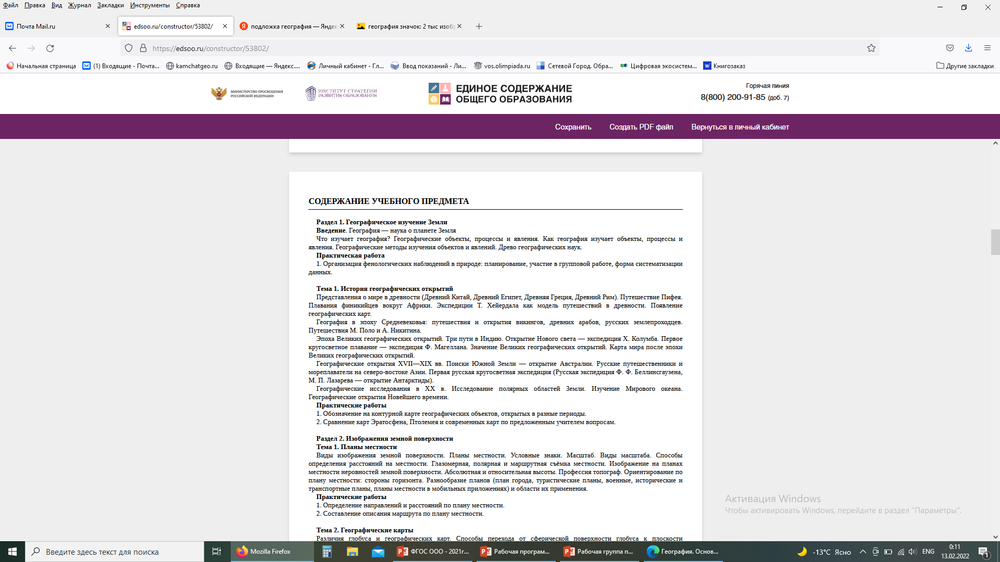 Файл Правка Вид Журнал Закладки Инструменты Справка
Почта Mail.ru
edsoo.ru/constructor/53802/
подложка география — Яндекс
география значок: 2 тыс изобр
https://edsoo.ru/constructor/53802/
Начальная страница
(1) Входящие - Почта...
kamchatgeo.ru
Входящие — Яндекс....
Личный кабинет - Гл...
Ввод показаний - Ли...
vos.olimpiada.ru
Сетевой Город. Обра...
Цифровая экосистем...
Книгозаказ
Другие закладки
МИНИСТЕРСТВО ПРОСВЕЩЕНИЯ
РОССИЙСКОЙ ФЕДЕРАЦИИ
ИНСТИТУТ СТРАТЕГИИ
РАЗВИТИЯ ОБРАЗОВАНИЯ
ЕДИНОЕ СОДЕРЖАНИЕ
ОБЩЕГО ОБРАЗОВАНИЯ
Горячая линия
8(800) 200-91-85 (доб. 7)
Сохранить Создать PDF файл Вернуться в личный кабинет
СОДЕРЖАНИЕ УЧЕБНОГО ПРЕДМЕТА
Раздел 1. Географическое изучение Земли
Введение. География — наука о планете Земля
Что изучает география? Географические объекты, процессы и явления. Как география изучает объекты, процессы и
явления. Географические методы изучения объектов и явлений. Древо географических наук.
Практическая работа
1. Организация фенологических наблюдений в природе: планирование, участие в групповой работе, форма систематизации
данных.
Тема 1. История географических открытий
Представления о мире в древности (Древний Китай, Древний Египет, Древняя Греция, Древний Рим). Путешествие Пифея.
Плавания финикийцев вокруг Африки. Экспедиции Т. Хейердала как модель путешествий в древности. Появление
географических карт.
География в эпоху Средневековья: путешествия и открытия викингов, древних арабов, русских землепроходцев.
Путешествия М. Поло и А. Никитина.
Эпоха Великих географических открытий. Три пути в Индию. Открытие Нового света — экспедиция Х. Колумба. Первое
кругосветное плавание — экспедиция Ф. Магеллана. Значение Великих географических открытий. Карта мира после эпохи
Великих географических открытий.
Географические открытия XVII—XIX вв. Поиски Южной Земли — открытие Австралии. Русские путешественники и
мореплаватели на северо-востоке Азии. Первая русская кругосветная экспедиция (Русская экспедиция Ф. Ф. Беллинсгаузена,
М. П. Лазарева — открытие Антарктиды).
Географические исследования в ХХ в. Исследование полярных областей Земли. Изучение Мирового океана.
Географические открытия Новейшего времени.
Практические работы
1. Обозначение на контурной карте географических объектов, открытых в разные периоды.
2. Сравнение карт Эратосфена, Птолемея и современных карт по предложенным учителем вопросам.
Раздел 2. Изображения земной поверхности
Тема 1. Планы местности
Виды изображения земной поверхности. Планы местности. Условные знаки. Масштаб. Виды масштаба. Способы
определения расстояний на местности. Глазомерная, полярная и маршрутная съёмка местности. Изображение на планах
местности неровностей земной поверхности. Абсолютная и относительная высоты. Профессия топограф. Ориентирование по
плану местности: стороны горизонта. Разнообразие планов (план города, туристические планы, военные, исторические и
транспортные планы, планы местности в мобильных приложениях) и области их применения.
Практические работы
1. Определение направлений и расстояний по плану местности.
2. Составление описания маршрута по плану местности.
Тема 2. Географические карты
Различия глобуса и географических карт. Способы перехода от сферической поверхности глобуса к плоскости
Активация Windows
Чтобы активировать Windows, перейдите в раздел "Параметры".
Введите здесь текст для поиска
Mozilla Firefox
ФГОС ООО - 2021г...
Рабочая програм...
Рабочая группа п...
География. Основ...
-13°C Ясно
ENG
0:11
13.02.2022
1